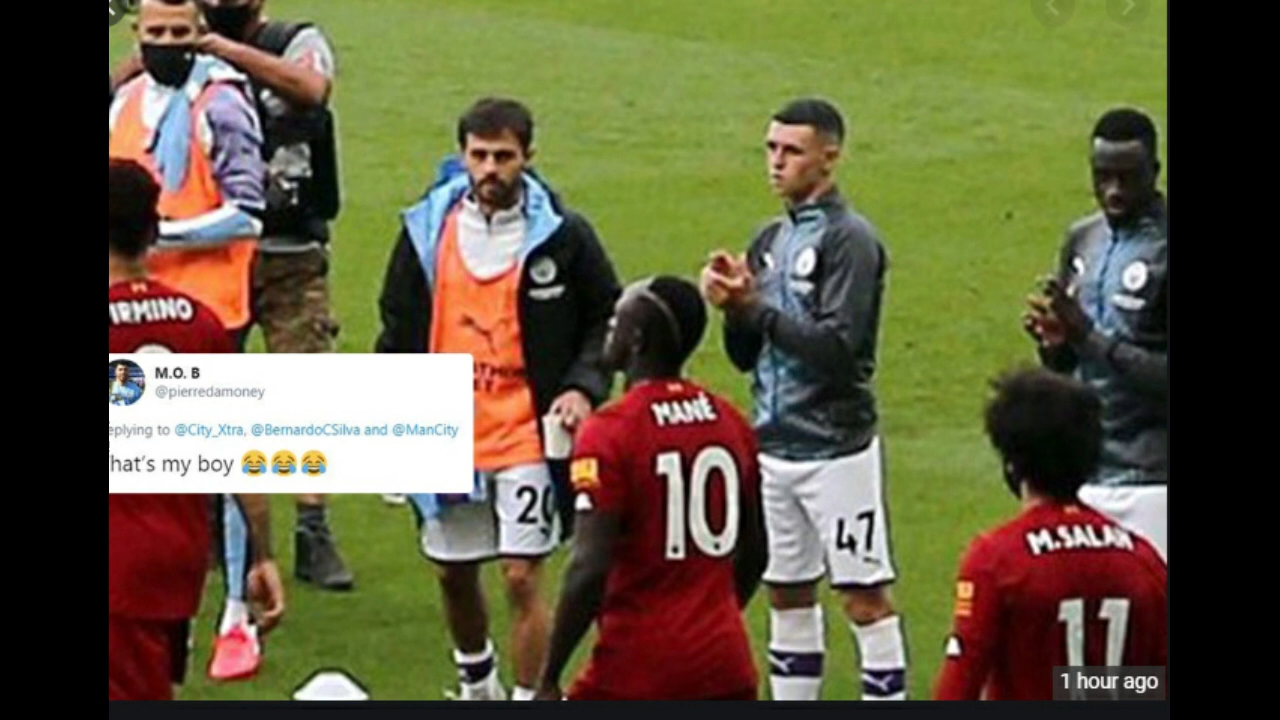 IRMINO
M.O. B
@pierredamoney
eplying to @City_Xtra, @BernardoCSilva and @ManCity
hat's my boy 😂😂😂
MANÉ
10
20
47
M.SALAH
11
1 hour ago